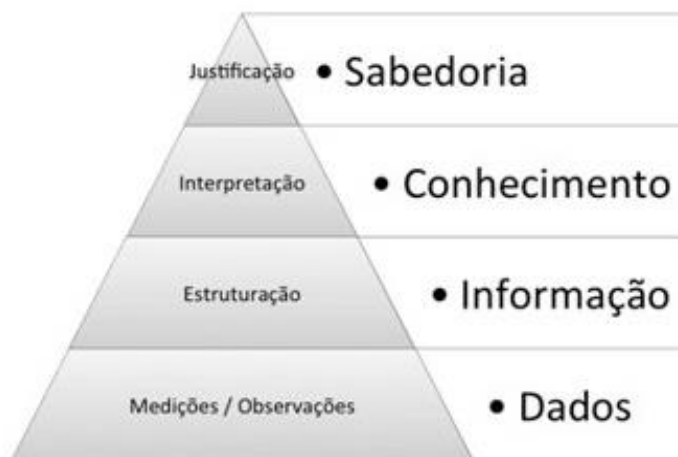 Justificação • Sabedoria
Interpretação • Conhecimento
Estruturação • Informação
Medições / Observações • Dados